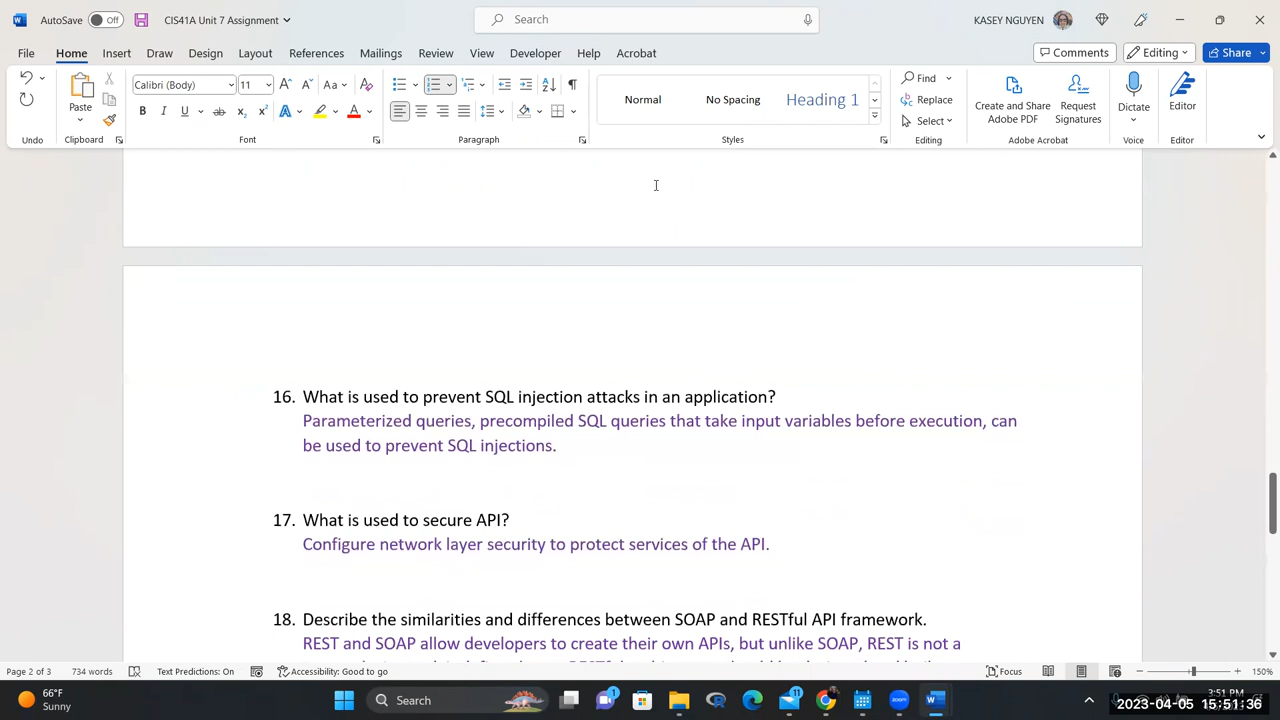 AutoSave Off CIS41A Unit 7 Assignment Search KASEY NGUYEN
File Home Insert Draw Design Layout References Mailings Review View Developer Help Acrobat Comments Editing Share
Calibri (Body) 11 Aa Find
Paste Normal No Spacing Heading 1 Replace Create and Share Adobe PDF Request Signatures Dictate Editor
B I U ab x₂ x² A A Select
Undo Clipboard Font Paragraph Styles Editing Adobe Acrobat Voice Editor
16. What is used to prevent SQL injection attacks in an application?
Parameterized queries, precompiled SQL queries that take input variables before execution, can
be used to prevent SQL injections.
17. What is used to secure API?
Configure network layer security to protect services of the API.
18. Describe the similarities and differences between SOAP and RESTful API framework.
REST and SOAP allow developers to create their own APIs, but unlike SOAP, REST is not a
Page 2 of 3 734 words Text Predictions: On Accessibility: Good to go Focus 150%
66°F
Sunny
Search 1 11 zoom 3:51 PM
2023-04-05 15:51:36